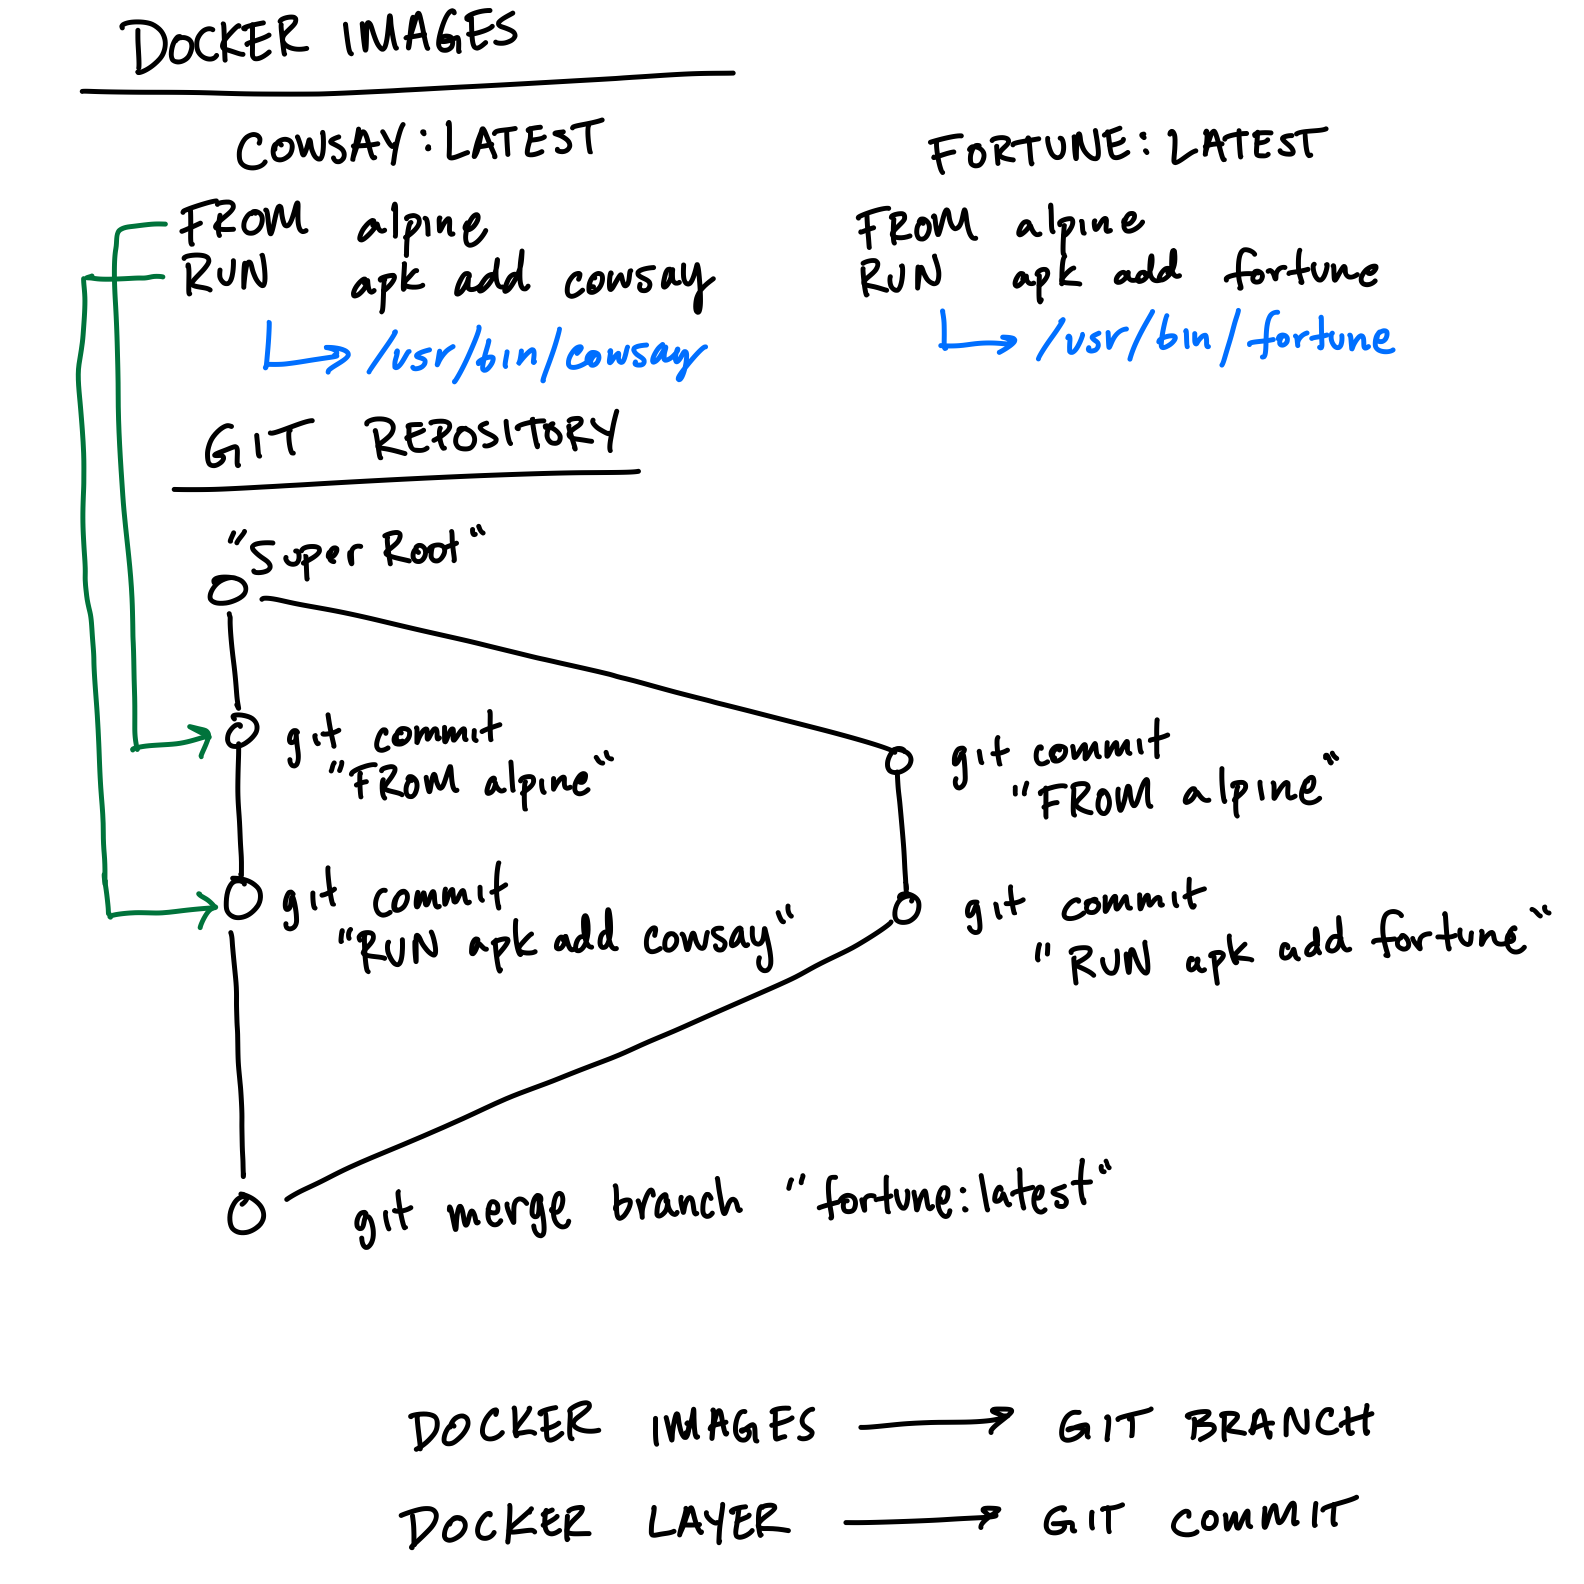 DOCKER IMAGES
COWSAY:LATEST
FROM alpine
RUN apk add cowsay
/usr/bin/cowsay
FORTUNE:LATEST
FROM alpine
RUN apk add fortune
/usr/bin/fortune
GIT REPOSITORY
"Super Root"
git commit
"FROM alpine"
git commit
"FROM alpine"
git commit
"RUN apk add cowsay"
git commit
"RUN apk add fortune"
git merge branch "fortune:latest"
DOCKER IMAGES → GIT BRANCH
DOCKER LAYER → GIT COMMIT